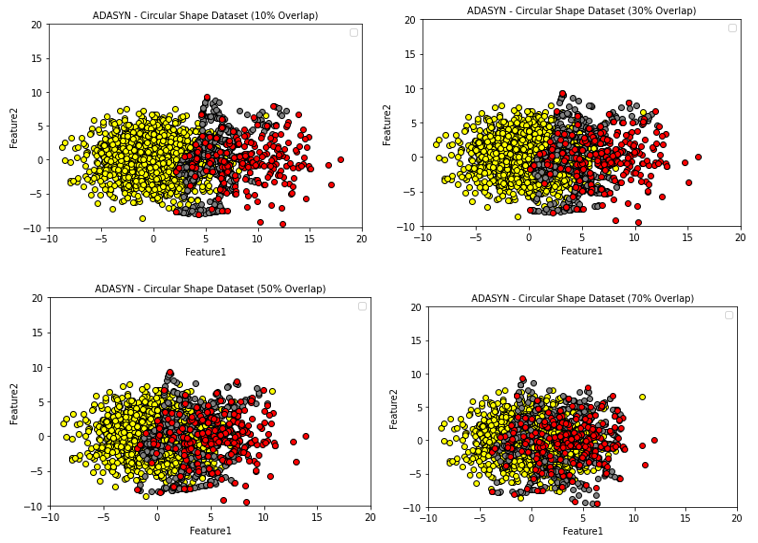 ADASYN - Circular Shape Dataset (10% Overlap)
20
15
10
5
0
−5
−10
Feature2
−10 −5 0 5 10 15 20
Feature1
ADASYN - Circular Shape Dataset (30% Overlap)
20
15
10
5
0
−5
−10
Feature2
−10 −5 0 5 10 15 20
Feature1
ADASYN - Circular Shape Dataset (50% Overlap)
20
15
10
5
0
−5
−10
Feature2
−10 −5 0 5 10 15 20
Feature1
ADASYN - Circular Shape Dataset (70% Overlap)
20
15
10
5
0
−5
−10
Feature2
−10 −5 0 5 10 15 20
Feature1